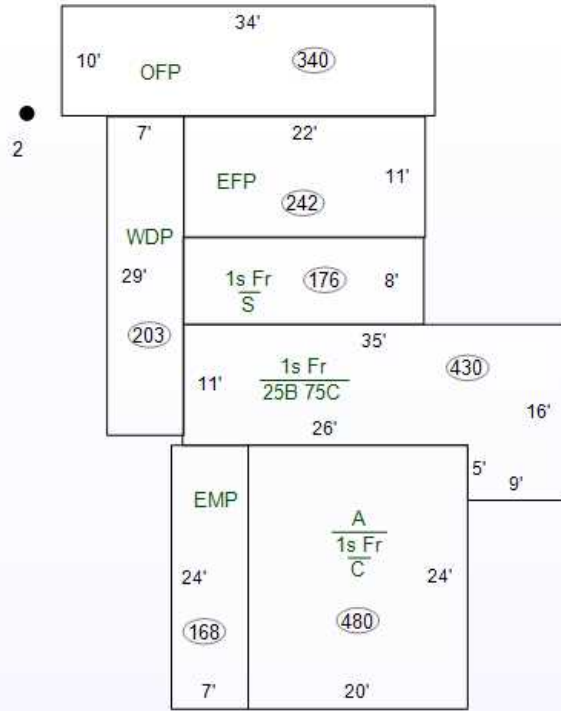 34'
10'
340
OFP
2
7'
22'
EFP
11'
242
WDP
29'
1s Fr
S
176
8'
203
35'
1s Fr
25B 75C
430
11'
16'
26'
5'
9'
EMP
A
1s Fr
C
24'
24'
168
480
7'
20'